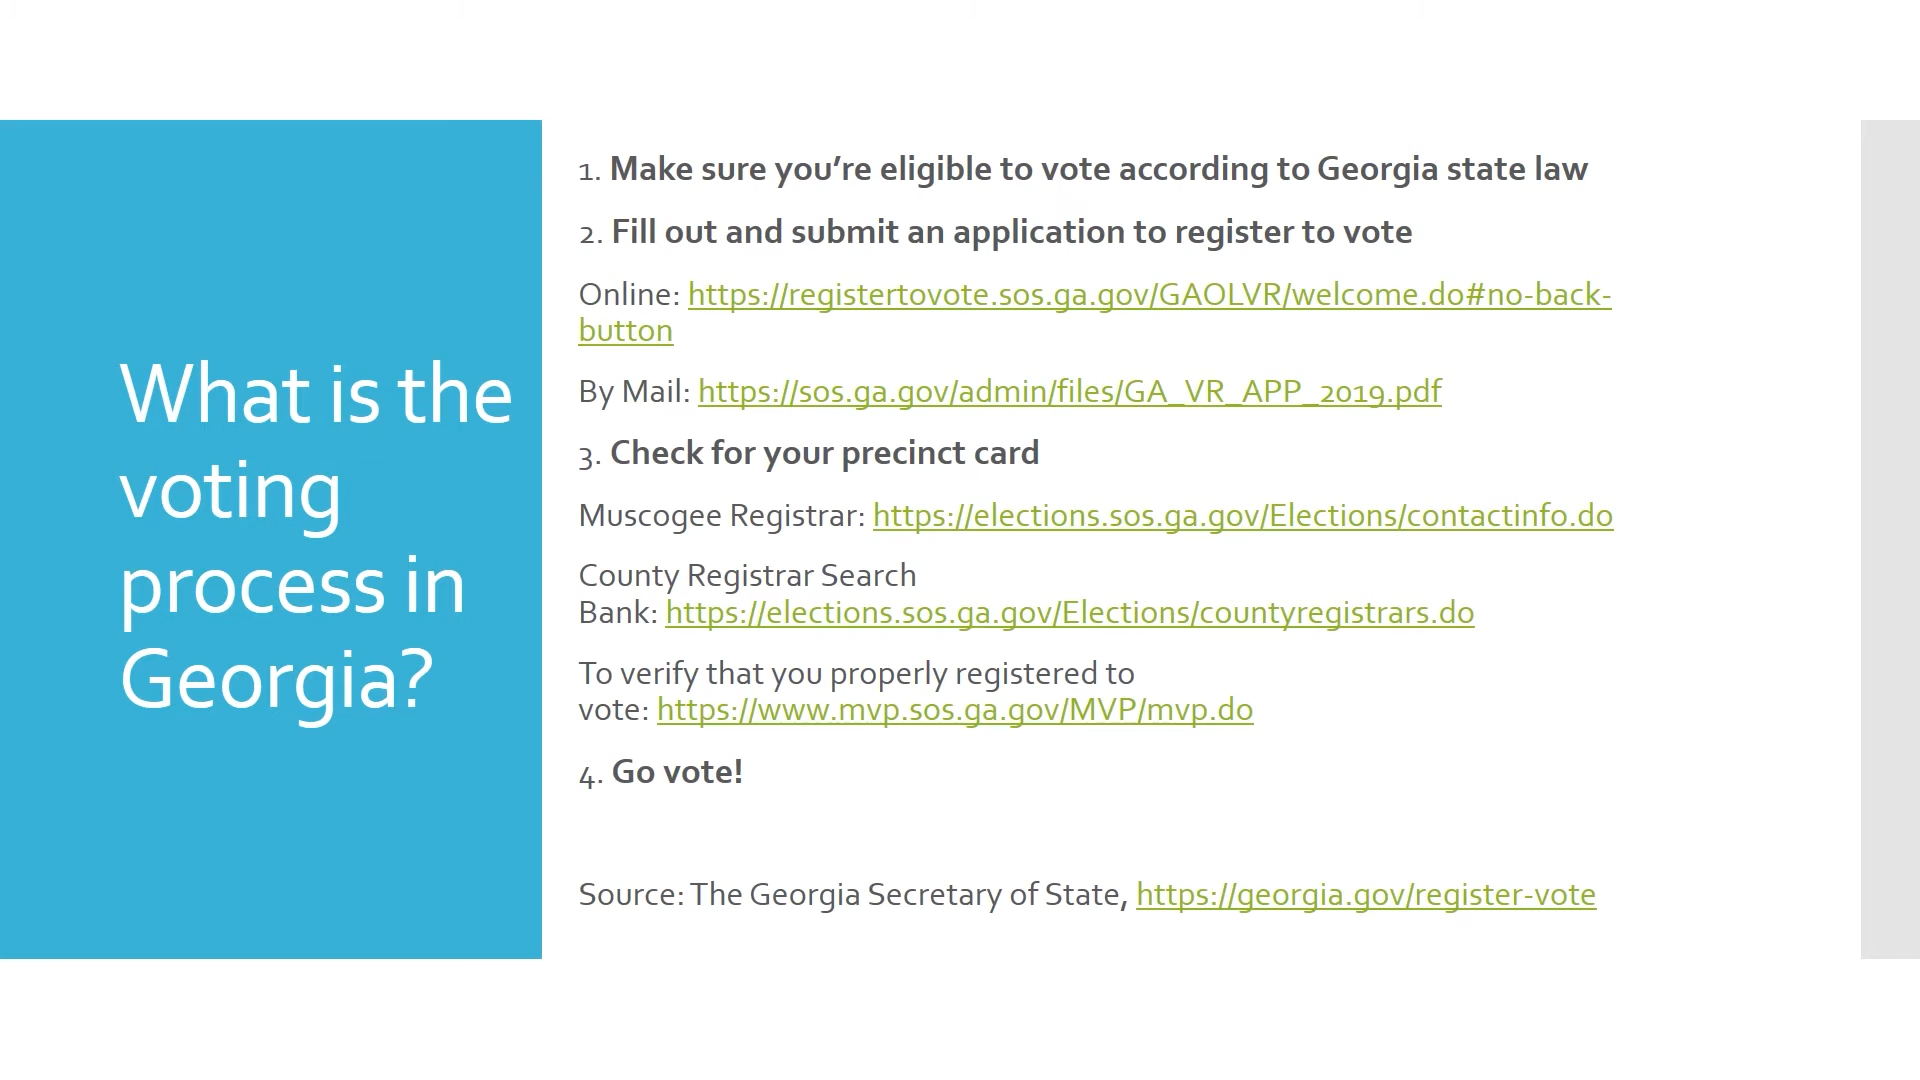 What is the
voting
process in
Georgia?
1. Make sure you’re eligible to vote according to Georgia state law
2. Fill out and submit an application to register to vote
Online: https://registertovote.sos.ga.gov/GAOLVR/welcome.do#no-back-
button
By Mail: https://sos.ga.gov/admin/files/GA_VR_APP_2019.pdf
3. Check for your precinct card
Muscogee Registrar: https://elections.sos.ga.gov/Elections/contactinfo.do
County Registrar Search
Bank: https://elections.sos.ga.gov/Elections/countyregistrars.do
To verify that you properly registered to
vote: https://www.mvp.sos.ga.gov/MVP/mvp.do
4. Go vote!
Source: The Georgia Secretary of State, https://georgia.gov/register-vote